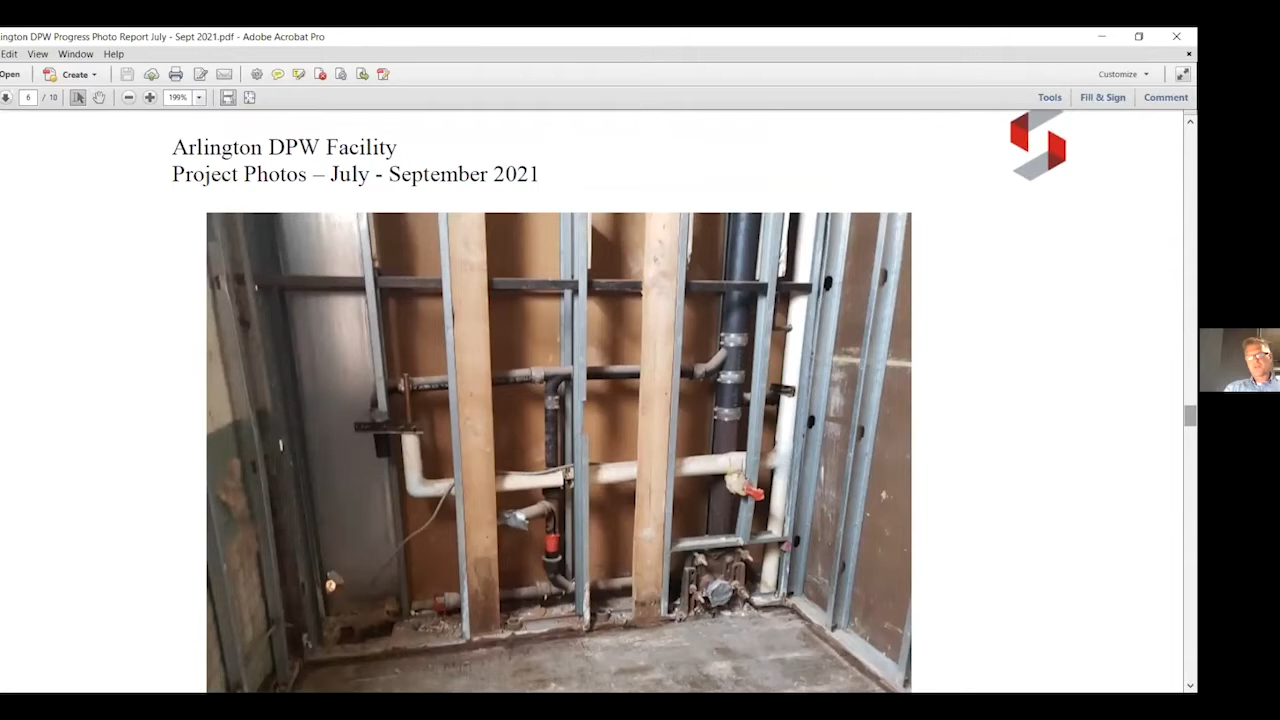 ington DPW Progress Photo Report July - Sept 2021.pdf - Adobe Acrobat Pro
Edit View Window Help
Open Create Customize
6 / 10 199% Tools Fill & Sign Comment
Arlington DPW Facility
Project Photos – July - September 2021